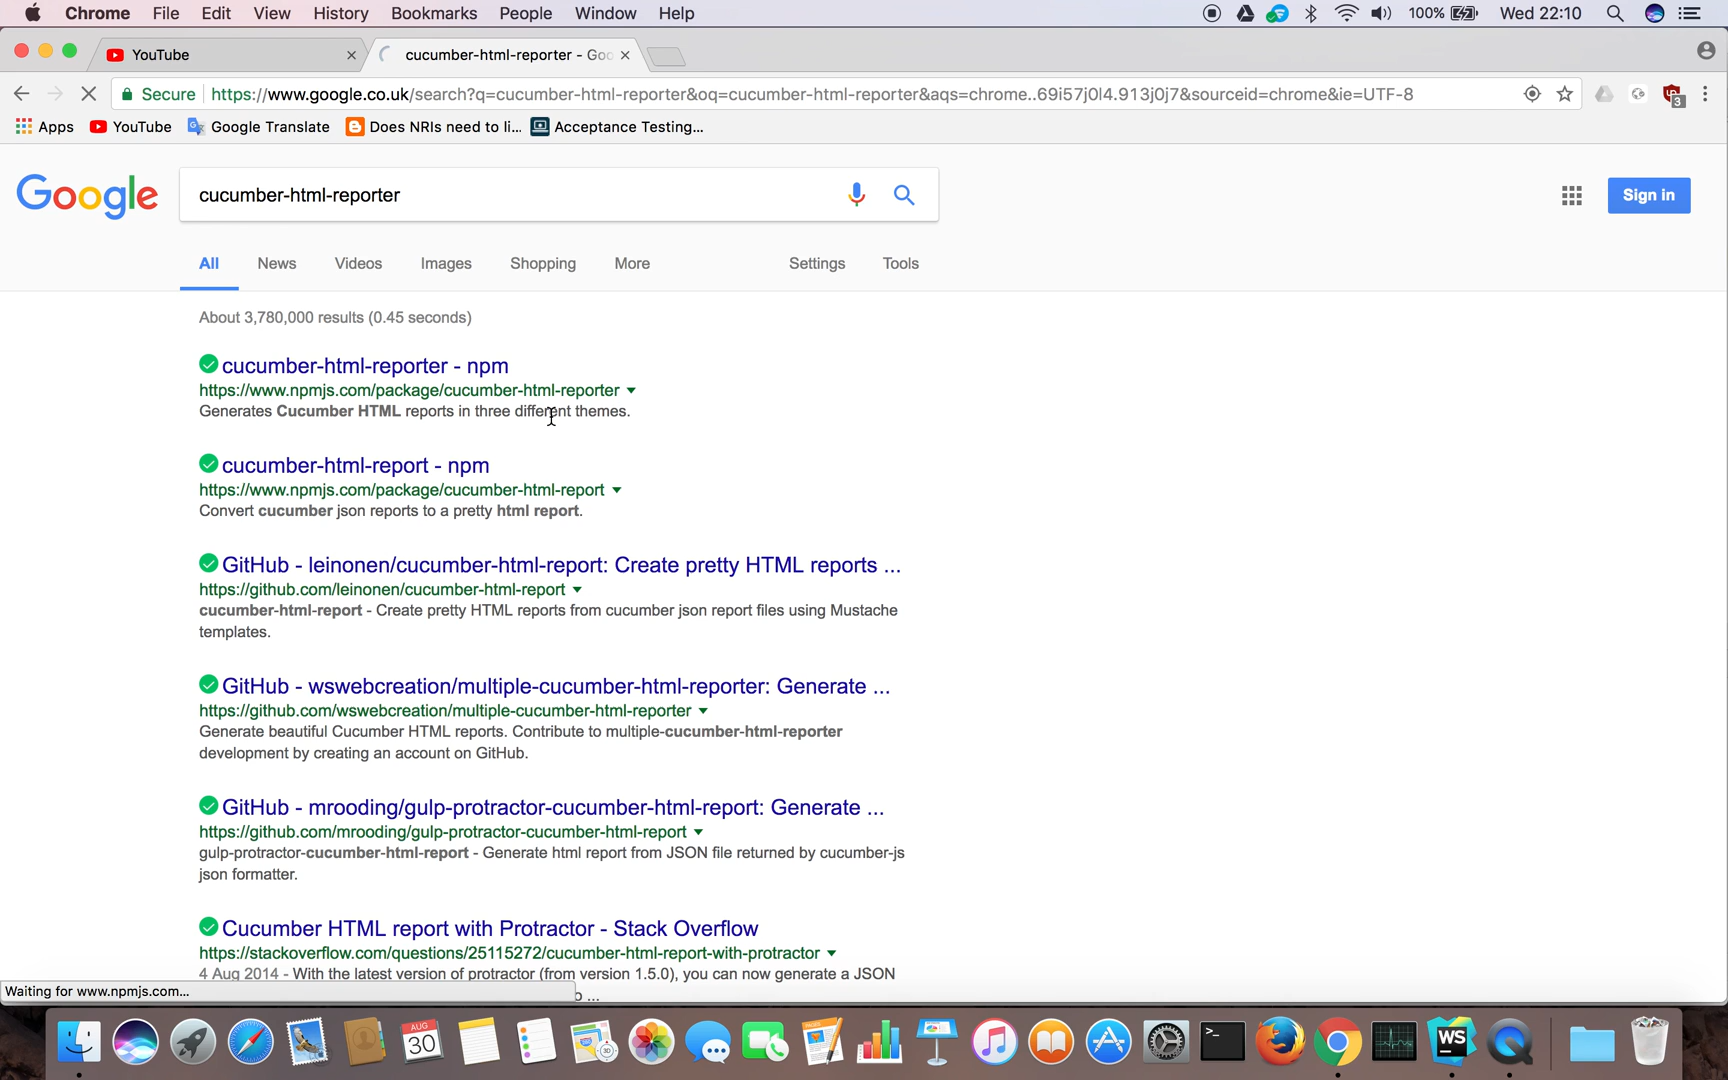 Chrome File Edit View History Bookmarks People Window Help 100% Wed 22:10
YouTube cucumber-html-reporter - Goo
Secure https://www.google.co.uk/search?q=cucumber-html-reporter&oq=cucumber-html-reporter&aqs=chrome..69i57j0l4.913j0j7&sourceid=chrome&ie=UTF-8 3
Apps YouTube Google Translate Does NRIs need to li... Acceptance Testing...
Google cucumber-html-reporter Sign in
All News Videos Images Shopping More Settings Tools
About 3,780,000 results (0.45 seconds)
cucumber-html-reporter - npm
https://www.npmjs.com/package/cucumber-html-reporter
Generates Cucumber HTML reports in three different themes.
cucumber-html-report - npm
https://www.npmjs.com/package/cucumber-html-report
Convert cucumber json reports to a pretty html report.
GitHub - leinonen/cucumber-html-report: Create pretty HTML reports ...
https://github.com/leinonen/cucumber-html-report
cucumber-html-report - Create pretty HTML reports from cucumber json report files using Mustache
templates.
GitHub - wswebcreation/multiple-cucumber-html-reporter: Generate ...
https://github.com/wswebcreation/multiple-cucumber-html-reporter
Generate beautiful Cucumber HTML reports. Contribute to multiple-cucumber-html-reporter
development by creating an account on GitHub.
GitHub - mrooding/gulp-protractor-cucumber-html-report: Generate ...
https://github.com/mrooding/gulp-protractor-cucumber-html-report
gulp-protractor-cucumber-html-report - Generate html report from JSON file returned by cucumber-js
json formatter.
Cucumber HTML report with Protractor - Stack Overflow
https://stackoverflow.com/questions/25115272/cucumber-html-report-with-protractor
4 Aug 2014 - With the latest version of protractor (from version 1.5.0), you can now generate a JSON
Waiting for www.npmjs.com...
AUG
30
WS